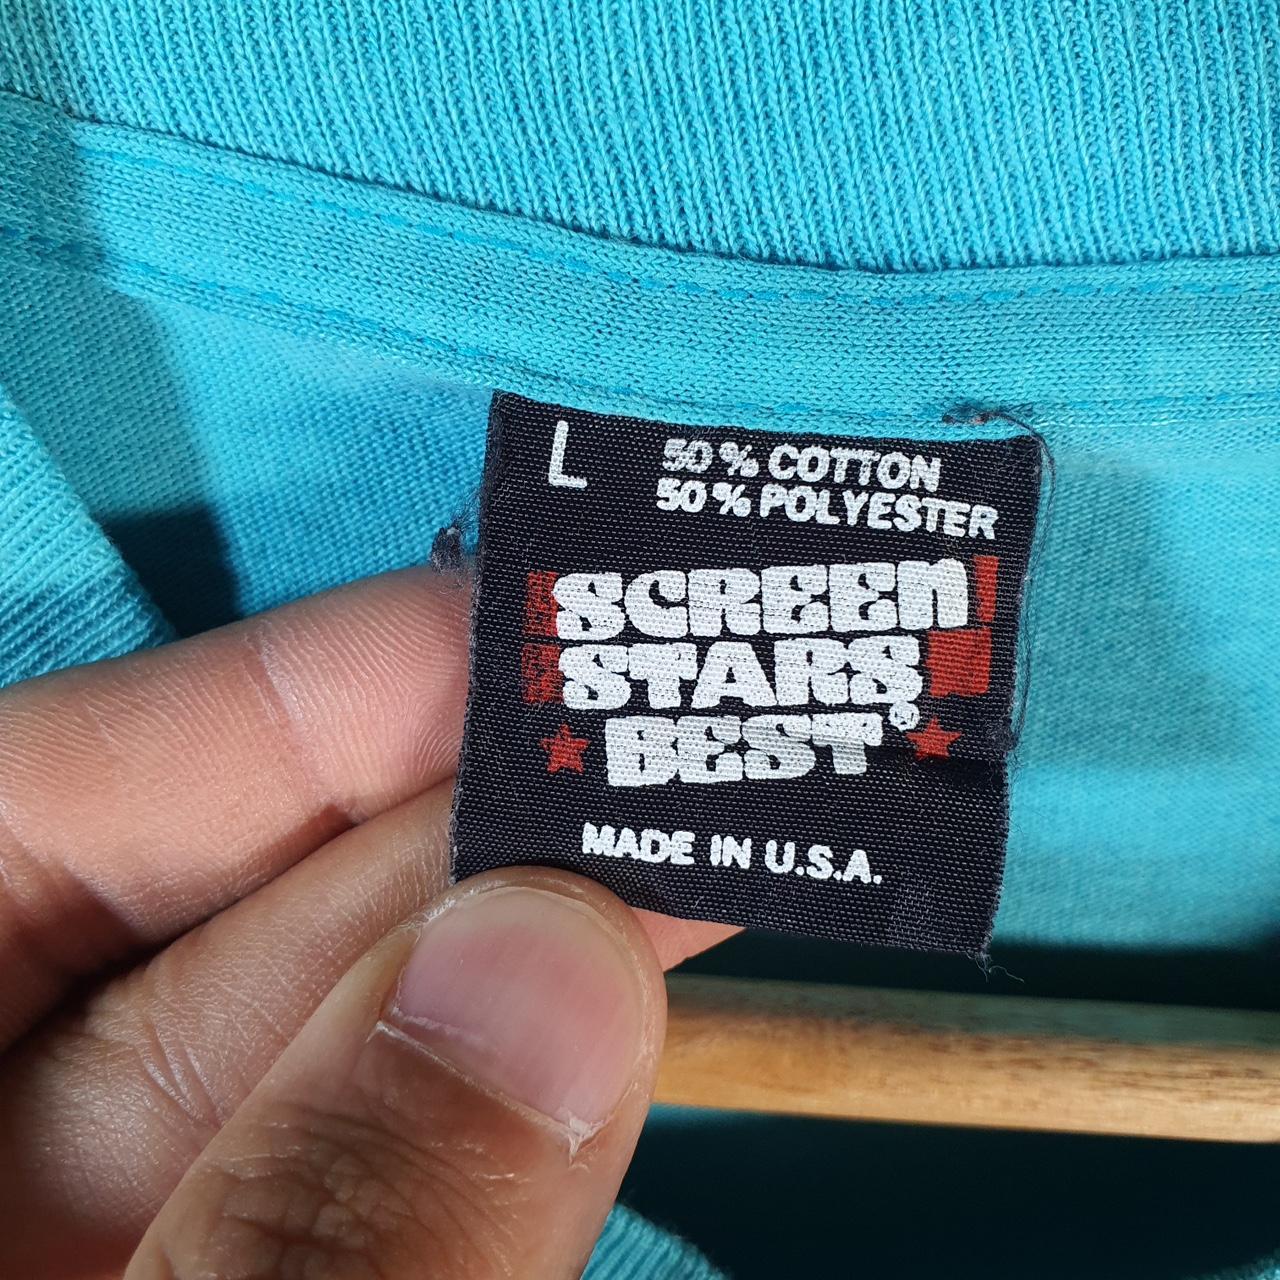 L
50% COTTON
50% POLYESTER
SCREEN
STARS
BEST®
MADE IN U.S.A.